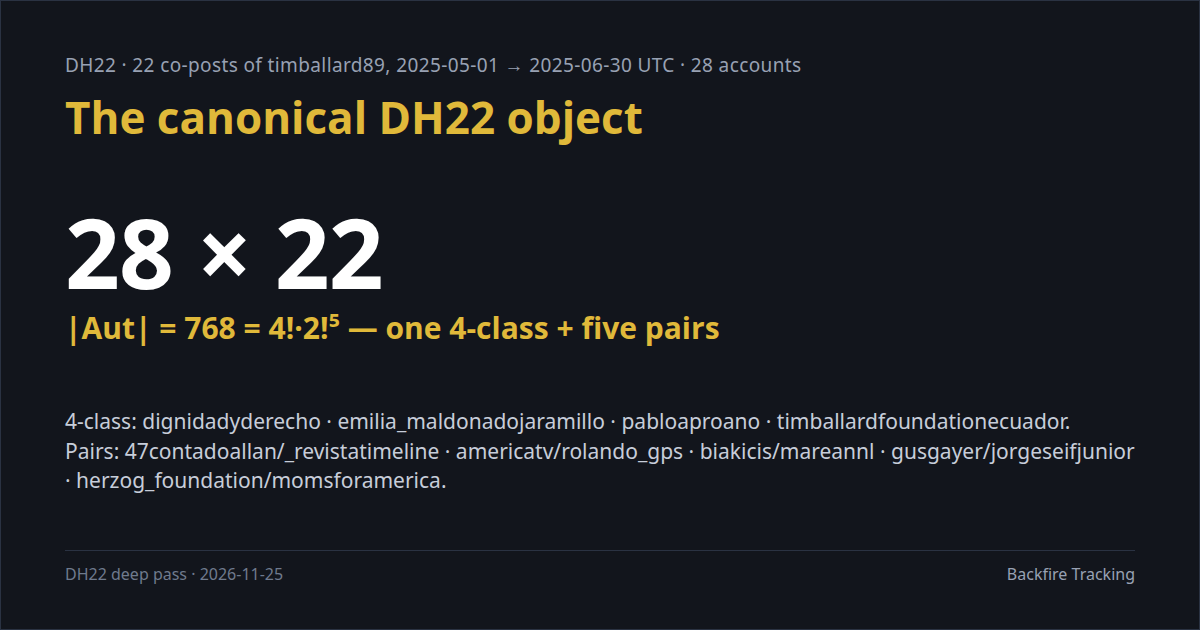 DH22 · 22 co-posts of timballard89, 2025-05-01 → 2025-06-30 UTC · 28 accounts
The canonical DH22 object
28 × 22
|Aut| = 768 = 4!·2!⁵ — one 4-class + five pairs
4-class: dignidadyderecho · emilia_maldonadojaramillo · pabloaproano · timballardfoundationecuador.
Pairs: 47contadoallan/_revistatimeline · americatv/rolando_gps · biakicis/mareannl · gusgayer/jorgeseifjunior
· herzog_foundation/momsforamerica.
DH22 deep pass · 2026-11-25
Backfire Tracking